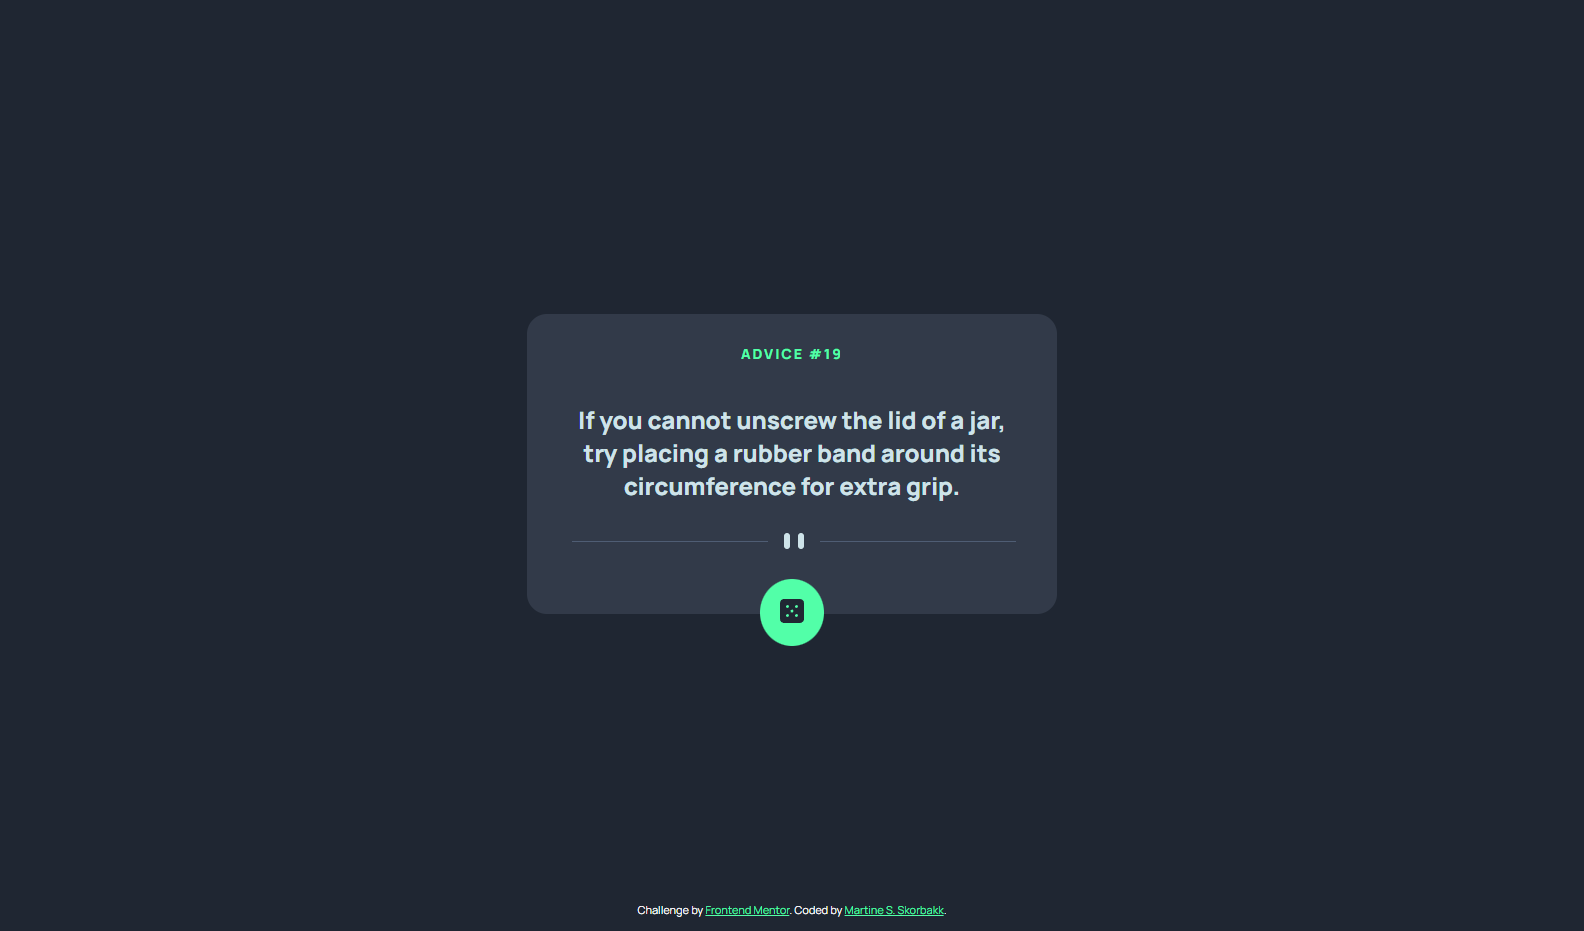 ADVICE #19
If you cannot unscrew the lid of a jar,
try placing a rubber band around its
circumference for extra grip.
Challenge by Frontend Mentor. Coded by Martine S. Skorbakk.